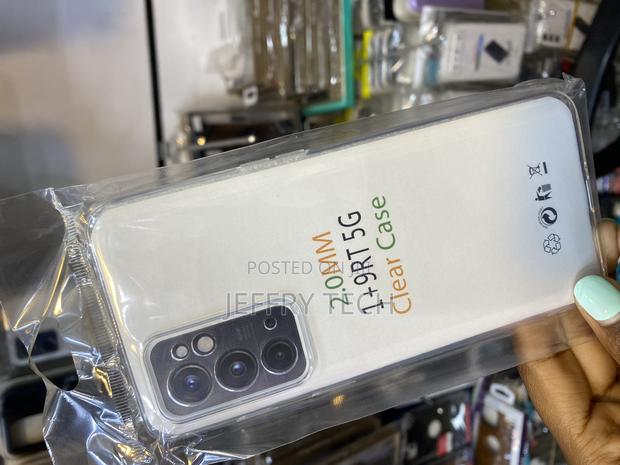 2.0MM
1+9RT 5G
Clear Case
POSTED ON
JEFFRY TECH